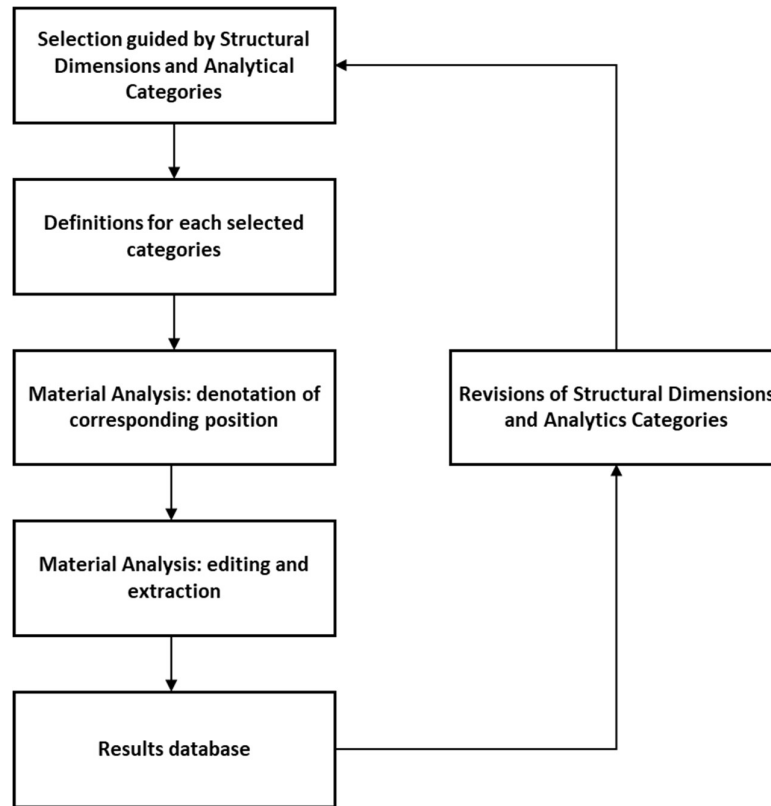 Selection guided by Structural
Dimensions and Analytical
Categories
Definitions for each selected
categories
Material Analysis: denotation of
corresponding position
Material Analysis: editing and
extraction
Results database
Revisions of Structural Dimensions
and Analytics Categories